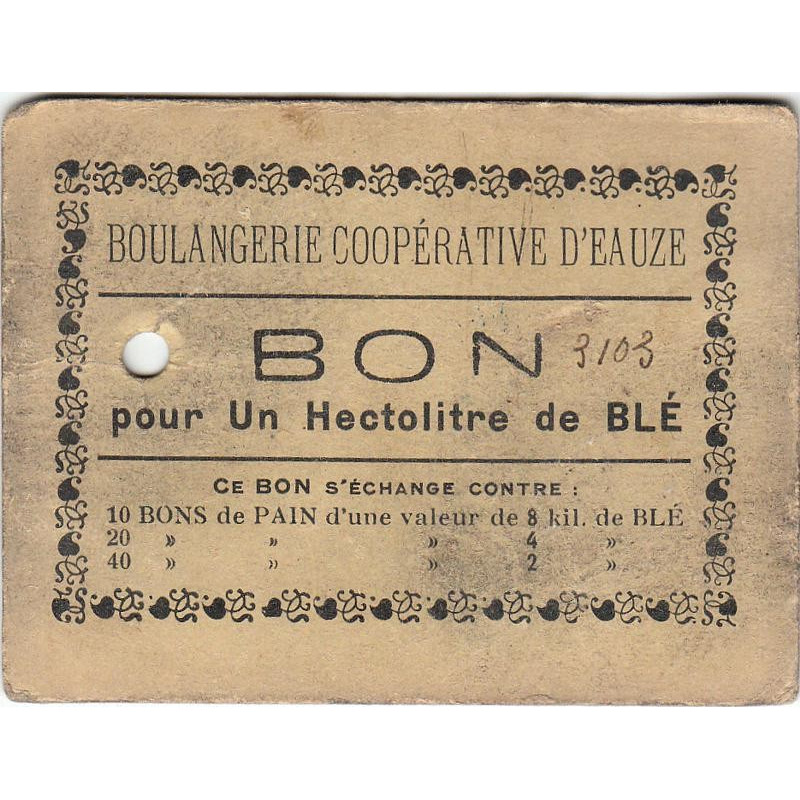 BOULANGERIE COOPÉRATIVE D'EAUZE
BON 3103
pour Un Hectolitre de BLÉ
CE BON S'ÉCHANGE CONTRE :
10 BONS de PAIN d'une valeur de 8 kil. de BLÉ
20 » » » 4 »
40 » » » 2 »